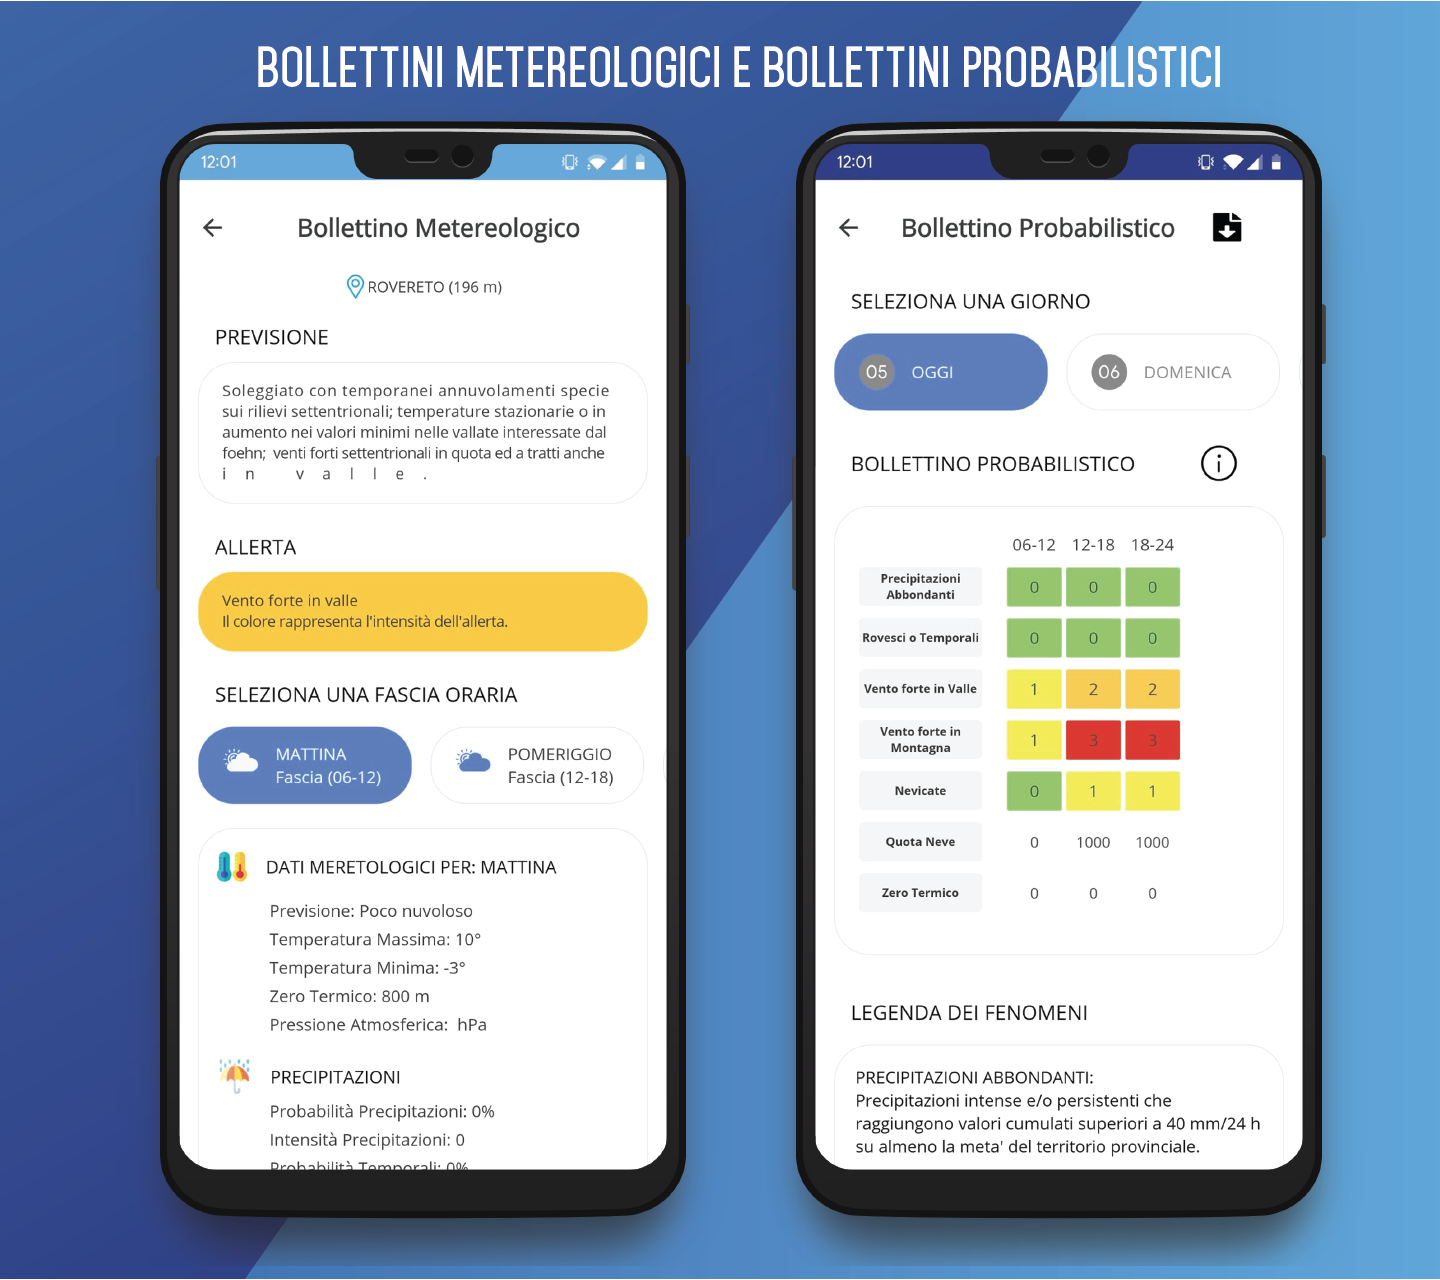 BOLLETTINI METEREOLOGICI E BOLLETTINI PROBABILISTICI
12:01
Bollettino Metereologico
ROVERETO (196 m)
PREVISIONE
Soleggiato con temporanei annuvolamenti specie
sui rilievi settentrionali; temperature stazionarie o in
aumento nei valori minimi nelle vallate interessate dal
foehn; venti forti settentrionali in quota ed a tratti anche
in valle.
ALLERTA
Vento forte in valle
Il colore rappresenta l'intensità dell'allerta.
SELEZIONA UNA FASCIA ORARIA
MATTINA
Fascia (06-12)
POMERIGGIO
Fascia (12-18)
DATI MERETOLOGICI PER: MATTINA
Previsione: Poco nuvoloso
Temperatura Massima: 10°
Temperatura Minima: -3°
Zero Termico: 800 m
Pressione Atmosferica: hPa
PRECIPITAZIONI
Probabilità Precipitazioni: 0%
Intensità Precipitazioni: 0
Probabilità Temporali: 0%
12:01
Bollettino Probabilistico
SELEZIONA UNA GIORNO
05 OGGI
06 DOMENICA
BOLLETTINO PROBABILISTICO
06-12 12-18 18-24
Precipitazioni
Abbondanti
0 0 0
Rovesci o Temporali 0 0 0
Vento forte in Valle 1 2 2
Vento forte in
Montagna
1 3 3
Nevicate 0 1 1
Quota Neve 0 1000 1000
Zero Termico 0 0 0
LEGENDA DEI FENOMENI
PRECIPITAZIONI ABBONDANTI:
Precipitazioni intense e/o persistenti che
raggiungono valori cumulati superiori a 40 mm/24 h
su almeno la meta' del territorio provinciale.